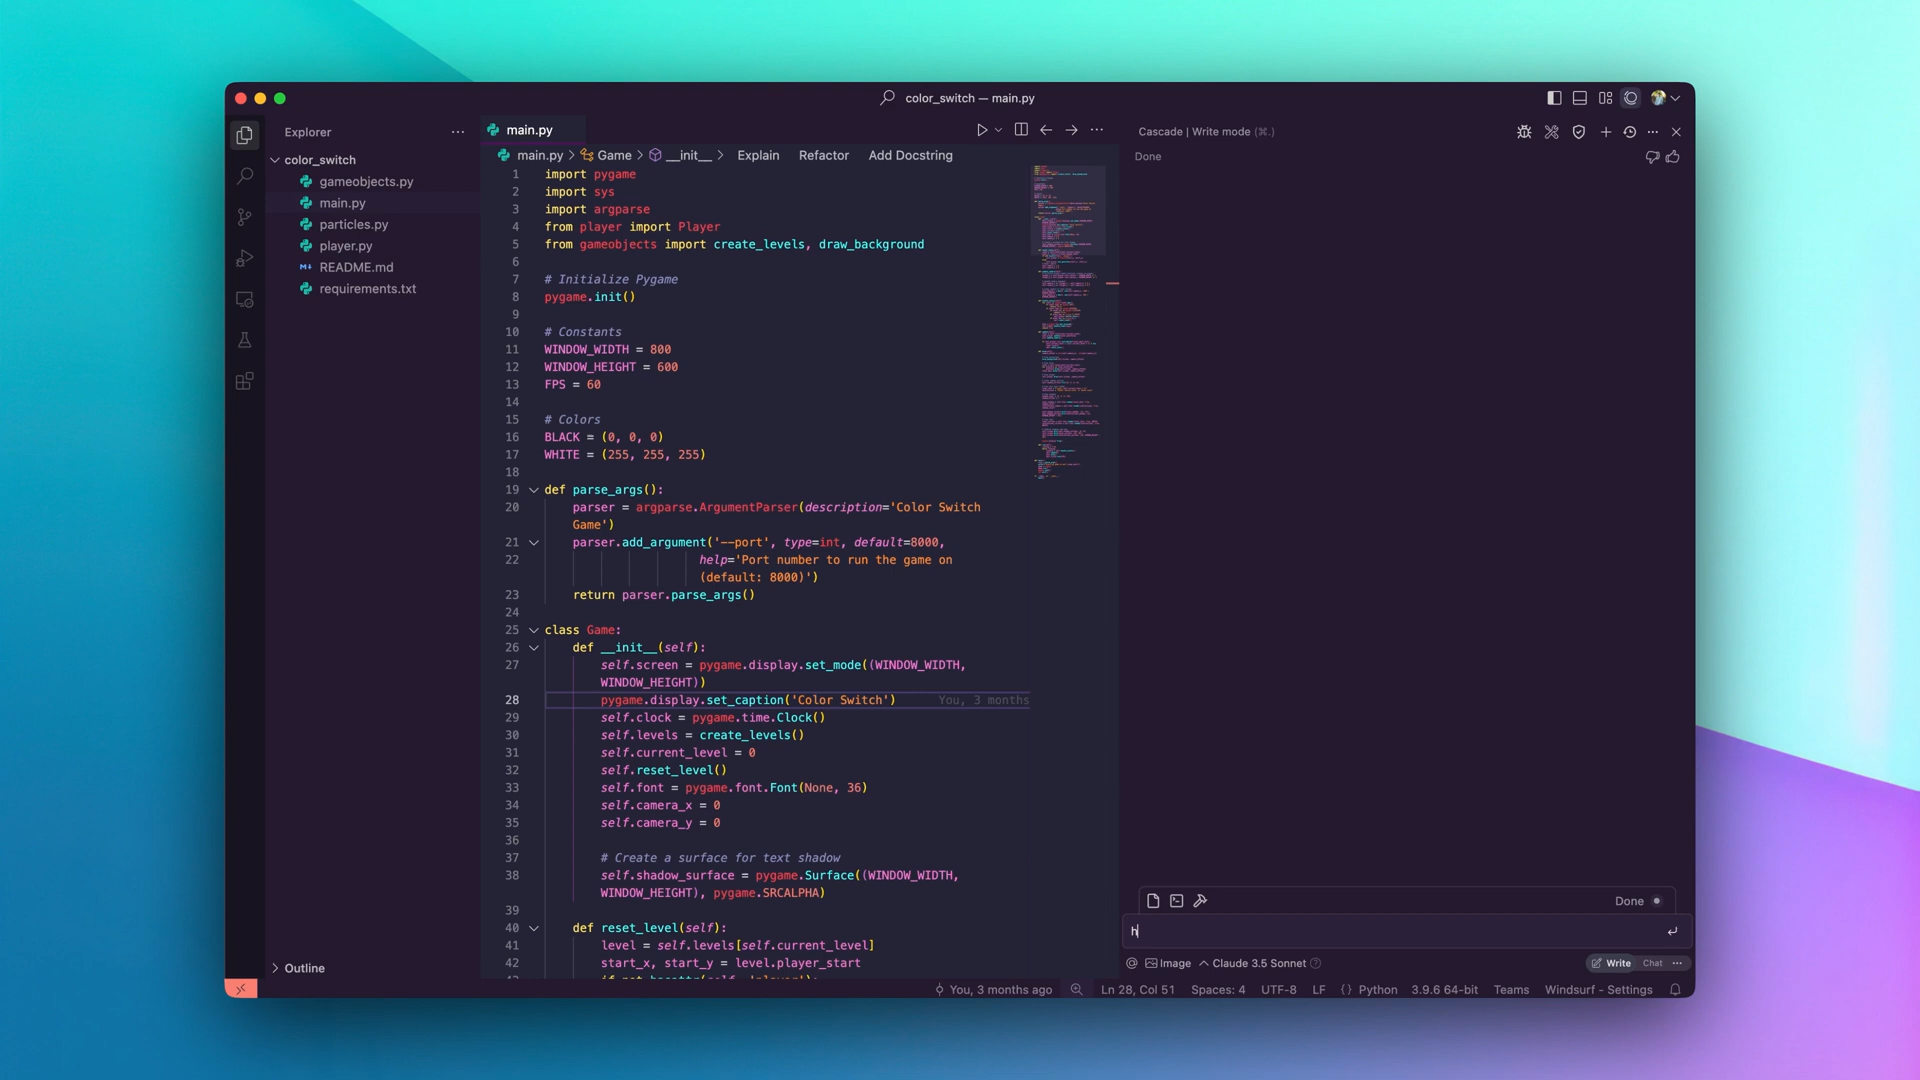 color_switch — main.py
Explorer
color_switch
gameobjects.py
main.py
particles.py
player.py
README.md
requirements.txt
Outline
main.py
main.py > Game > __init__ > Explain Refactor Add Docstring
1 import pygame
2 import sys
3 import argparse
4 from player import Player
5 from gameobjects import create_levels, draw_background
6
7 # Initialize Pygame
8 pygame.init()
9
10 # Constants
11 WINDOW_WIDTH = 800
12 WINDOW_HEIGHT = 600
13 FPS = 60
14
15 # Colors
16 BLACK = (0, 0, 0)
17 WHITE = (255, 255, 255)
18
19 def parse_args():
20 parser = argparse.ArgumentParser(description='Color Switch
Game')
21 parser.add_argument('--port', type=int, default=8000,
22 help='Port number to run the game on
(default: 8000)')
23 return parser.parse_args()
24
25 class Game:
26 def __init__(self):
27 self.screen = pygame.display.set_mode((WINDOW_WIDTH,
WINDOW_HEIGHT))
28 pygame.display.set_caption('Color Switch') You, 3 months
29 self.clock = pygame.time.Clock()
30 self.levels = create_levels()
31 self.current_level = 0
32 self.reset_level()
33 self.font = pygame.font.Font(None, 36)
34 self.camera_x = 0
35 self.camera_y = 0
36
37 # Create a surface for text shadow
38 self.shadow_surface = pygame.Surface((WINDOW_WIDTH,
WINDOW_HEIGHT), pygame.SRCALPHA)
39
40 def reset_level(self):
41 level = self.levels[self.current_level]
42 start_x, start_y = level.player_start
Cascade | Write mode (⌘.)
Done
Done
h
Image Claude 3.5 Sonnet
Write Chat
You, 3 months ago Ln 28, Col 51 Spaces: 4 UTF-8 LF {} Python 3.9.6 64-bit Teams Windsurf - Settings